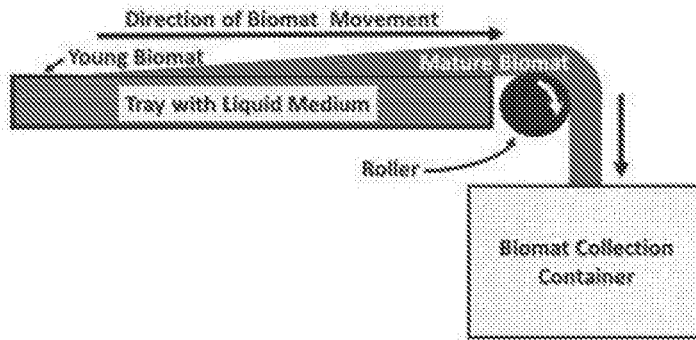 Direction of Biomat Movement
Young Biomat
Mature Biomat
Tray with Liquid Medium
Roller
Biomat Collection
Container